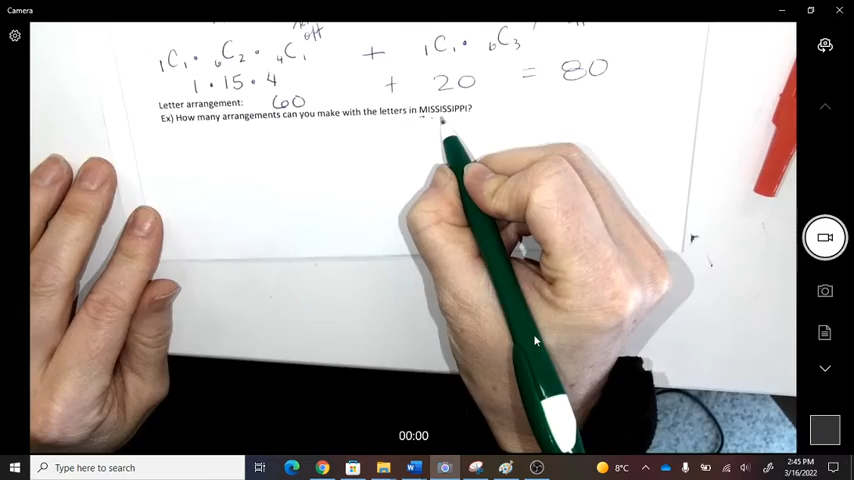 Camera
off
₁C₁ · ₆C₂ · ₄C₁ + ₁C₁ · ₆C₃
1 · 15 · 4 + 20 = 80
Letter arrangement: 60
Ex) How many arrangements can you make with the letters in MISSISSIPPI?
00:00
Type here to search
8°C
2:45 PM
3/16/2022